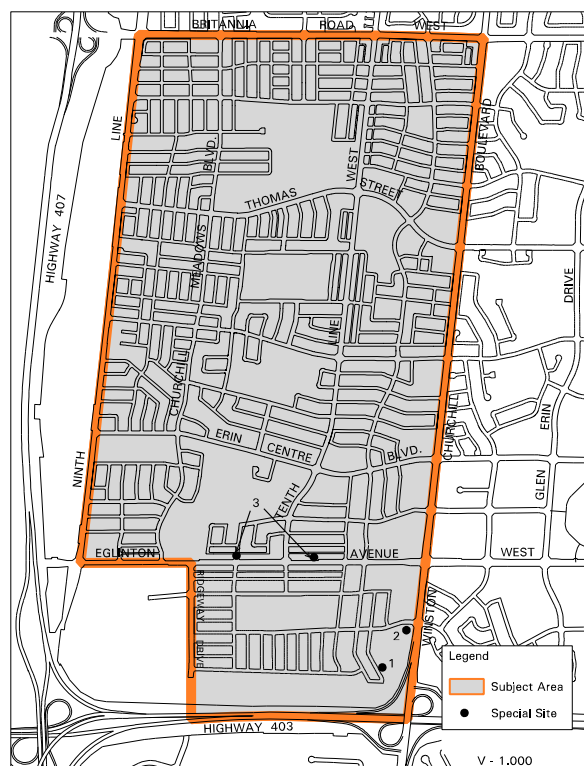 BRITANNIA ROAD WEST
LINE
BLVD.
WEST
BOULEVARD
THOMAS STREET
HIGHWAY 407
MEADOWS
DRIVE
LINE
CHURCHILL
CHURCHILL
ERIN CENTRE BLVD.
ERIN
NINTH
GLEN
TENTH
3
EGLINTON AVENUE WEST
RIDGEWAY DRIVE
WINSTON
2
1
HIGHWAY 403
Legend
Subject Area
Special Site
V - 1.000